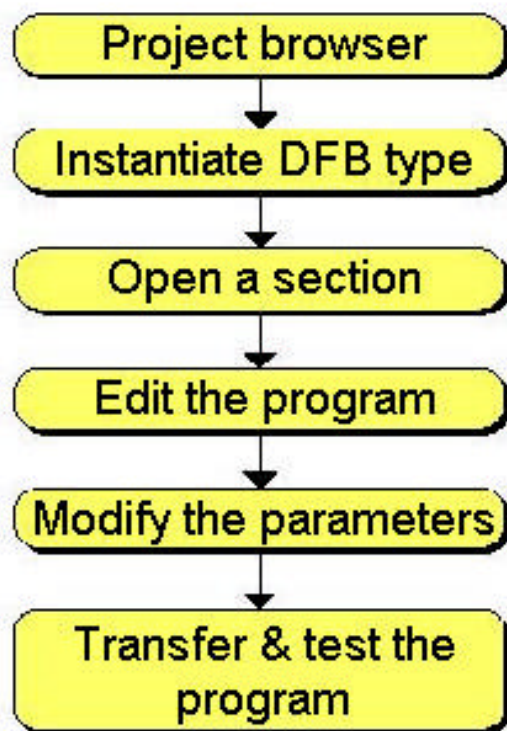 Project browser
Instantiate DFB type
Open a section
Edit the program
Modify the parameters
Transfer & test the
program